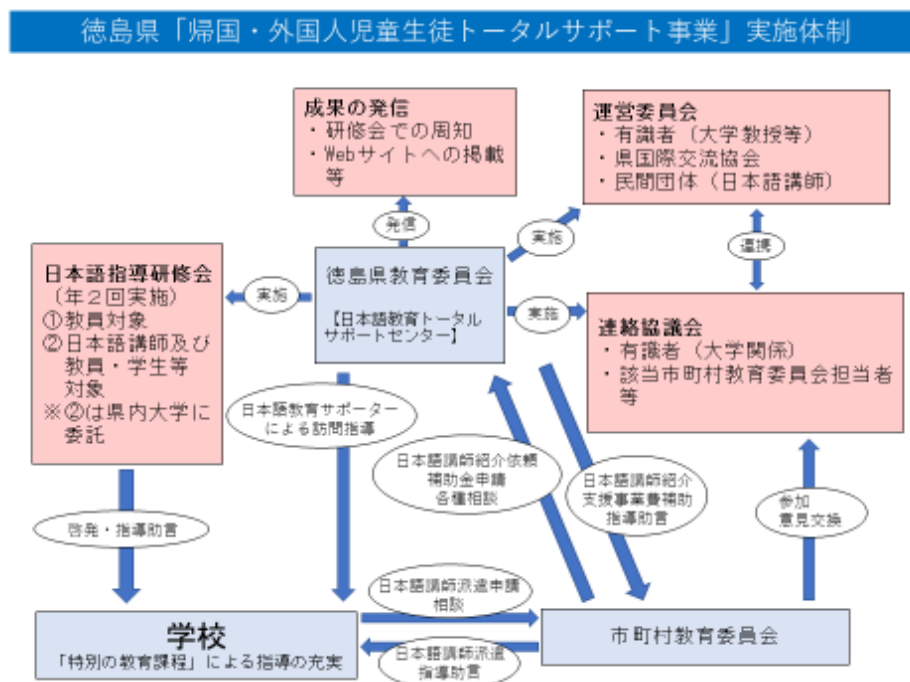 徳島県「帰国・外国人児童生徒トータルサポート事業」実施体制
成果の発信
・研修会での周知
・Webサイトへの掲載
等
運営委員会
・有識者（大学教授等）
・県国際交流協会
・民間団体（日本語講師）
発信
実施
連携
日本語指導研修会
（年２回実施）
①教員対象
②日本語講師及び
教員・学生等
対象
※②は県内大学に
委託
実施
徳島県教育委員会
【日本語教育トータル
サポートセンター】
実施
連絡協議会
・有識者（大学関係）
・該当市町村教育委員会担当者
等
日本語教育サポーター
による訪問指導
日本語講師紹介依頼
補助金申請
各種相談
日本語講師紹介
支援事業費補助
指導助言
参加
意見交換
啓発・指導助言
日本語講師派遣申請
相談
学校
「特別の教育課程」による指導の充実
市町村教育委員会
日本語講師派遣
指導助言